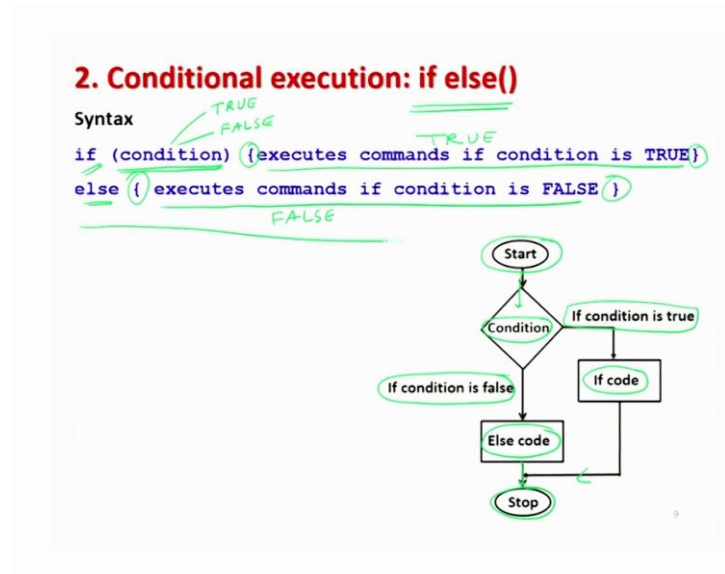 2. Conditional execution: if else()
Syntax
TRUE
FALSE
TRUE
if (condition) {executes commands if condition is TRUE}
else { executes commands if condition is FALSE }
FALSE
Start
Condition
If condition is true
If code
If condition is false
Else code
Stop
9